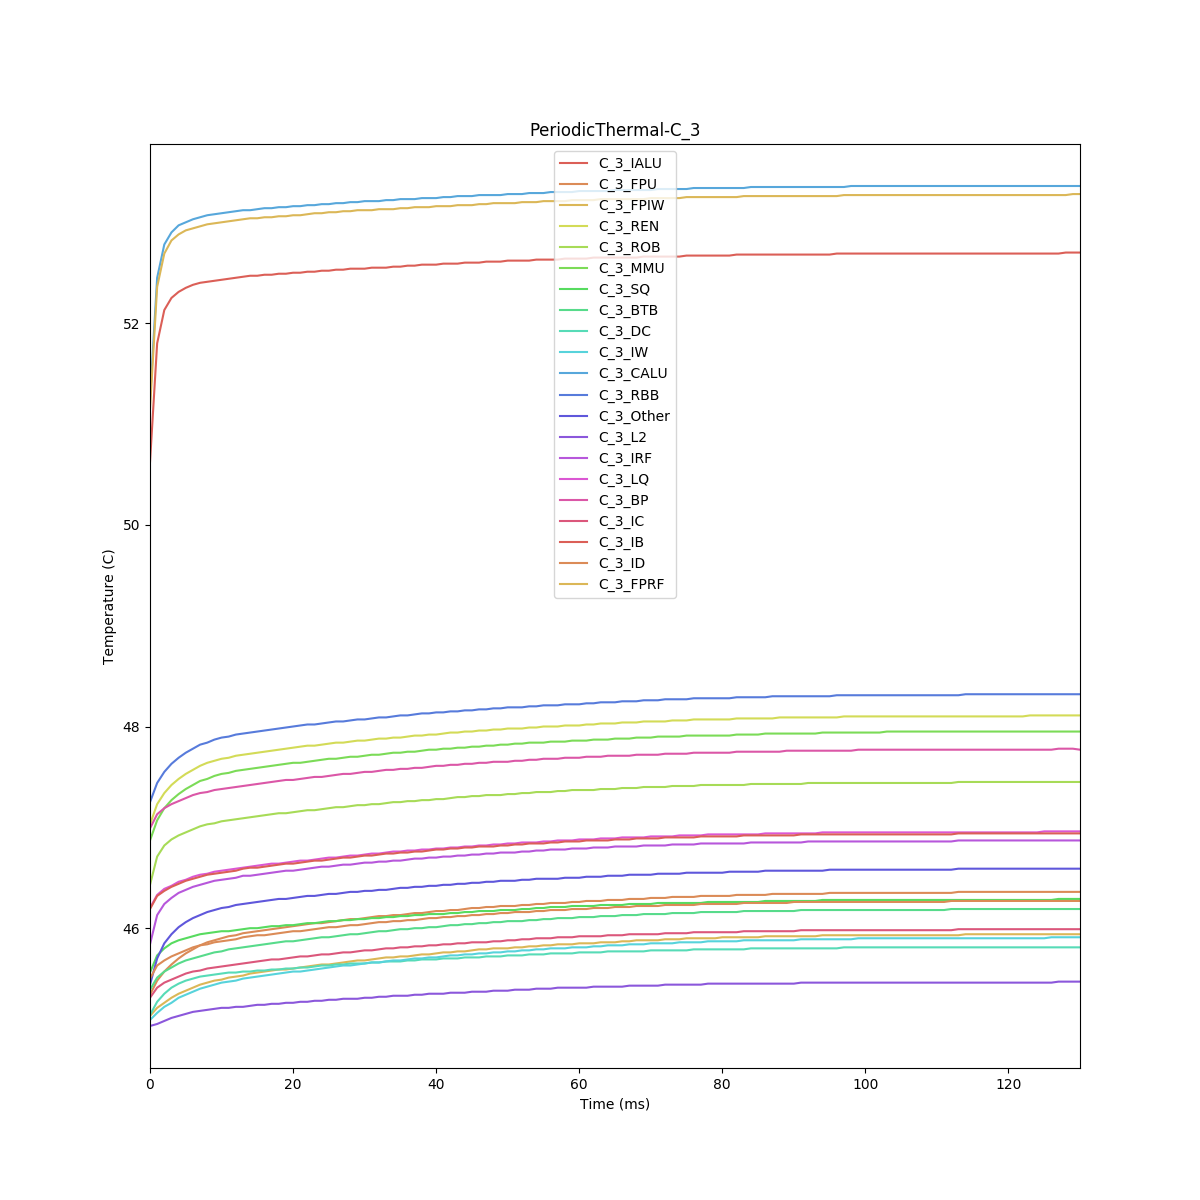 PeriodicThermal-C_3
C_3_IALU
C_3_FPU
C_3_FPIW
C_3_REN
C_3_ROB
C_3_MMU
C_3_SQ
C_3_BTB
C_3_DC
C_3_IW
C_3_CALU
C_3_RBB
C_3_Other
C_3_L2
C_3_IRF
C_3_LQ
C_3_BP
C_3_IC
C_3_IB
C_3_ID
C_3_FPRF
52
50
48
46
Temperature (C)
0 20 40 60 80 100 120
Time (ms)